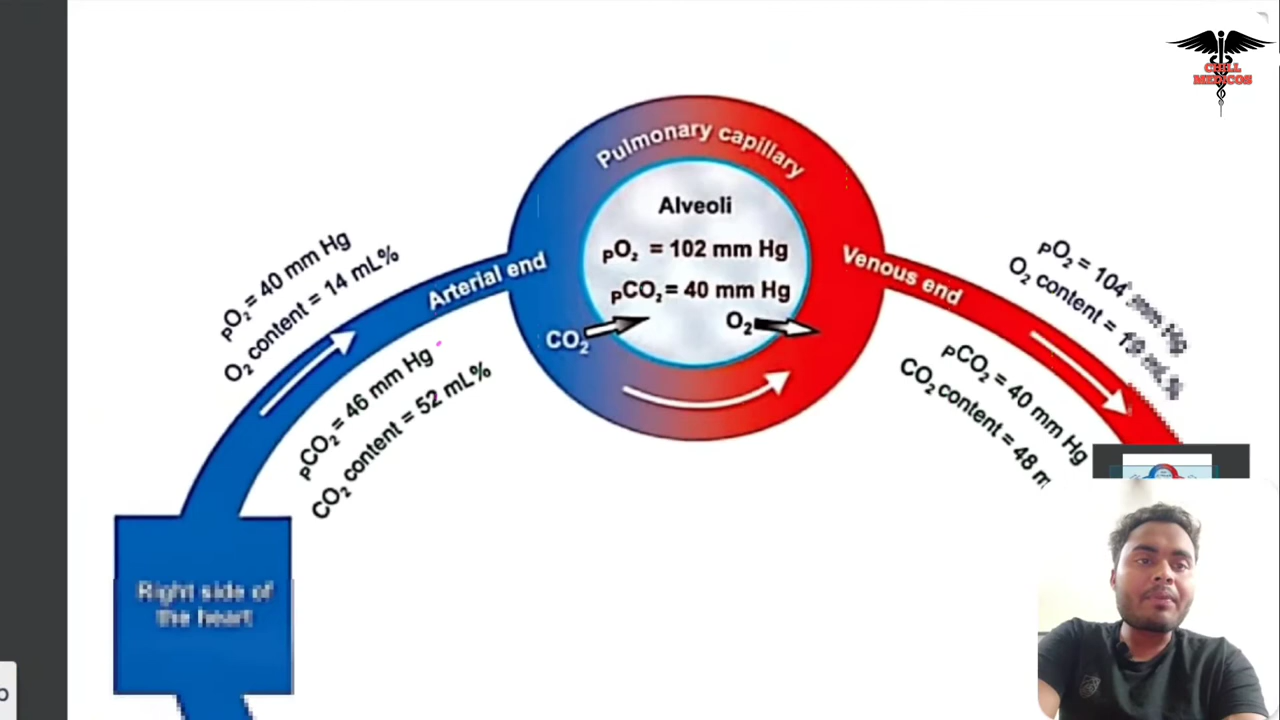 CHILL
MEDICOS
Pulmonary capillary
Alveoli
pO₂ = 102 mm Hg
pCO₂ = 40 mm Hg
CO₂
O₂
pO₂ = 40 mm Hg
O₂ content = 14 mL%
Arterial end
pCO₂ = 46 mm Hg
CO₂ content = 52 mL%
Venous end
pO₂ = 104 mm Hg
O₂ content = 19 mL%
pCO₂ = 40 mm Hg
CO₂ content = 48 m
Right side of
the heart